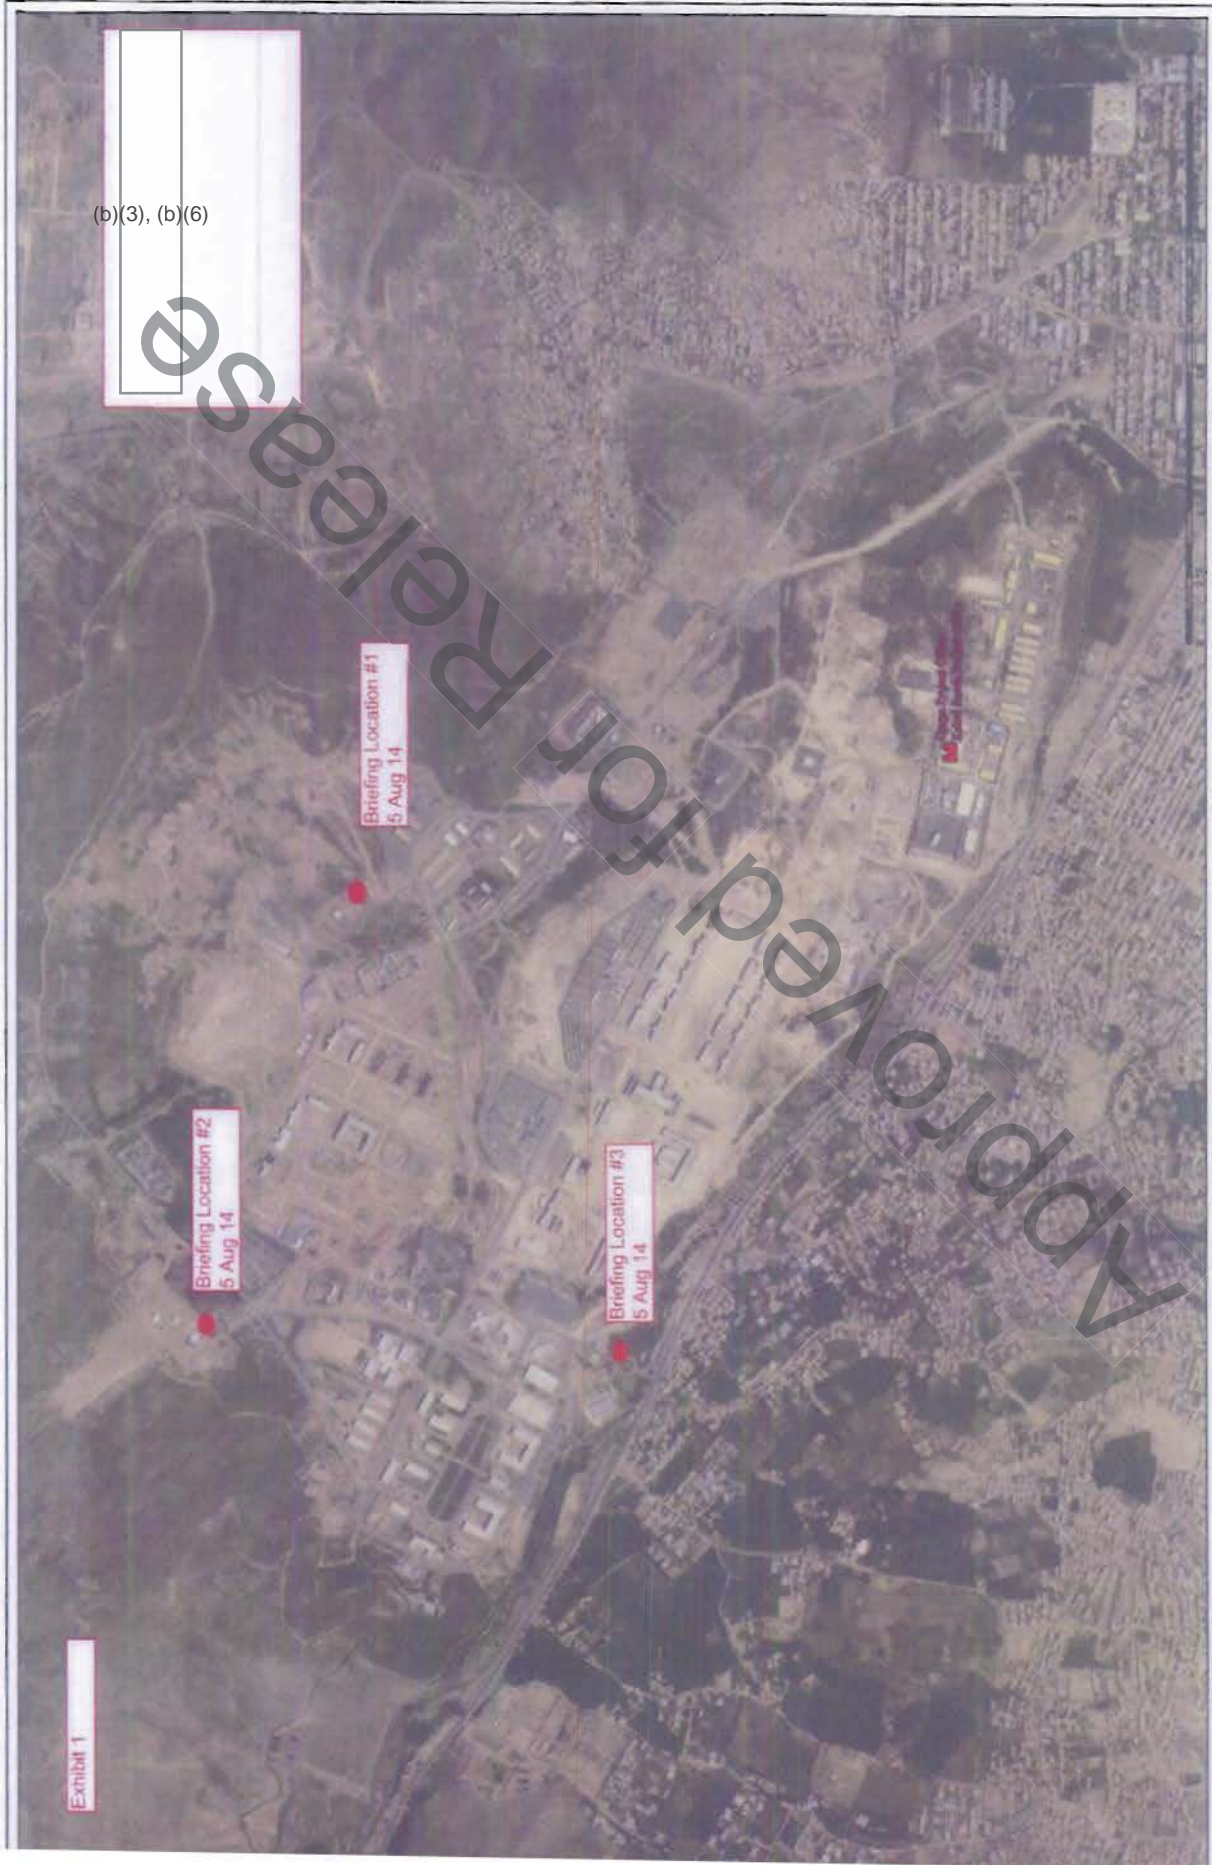 Exhibit 1
(b)(3), (b)(6)
Briefing Location #2
5 Aug 14
Briefing Location #1
5 Aug 14
Briefing Location #3
5 Aug 14
Approved for Release